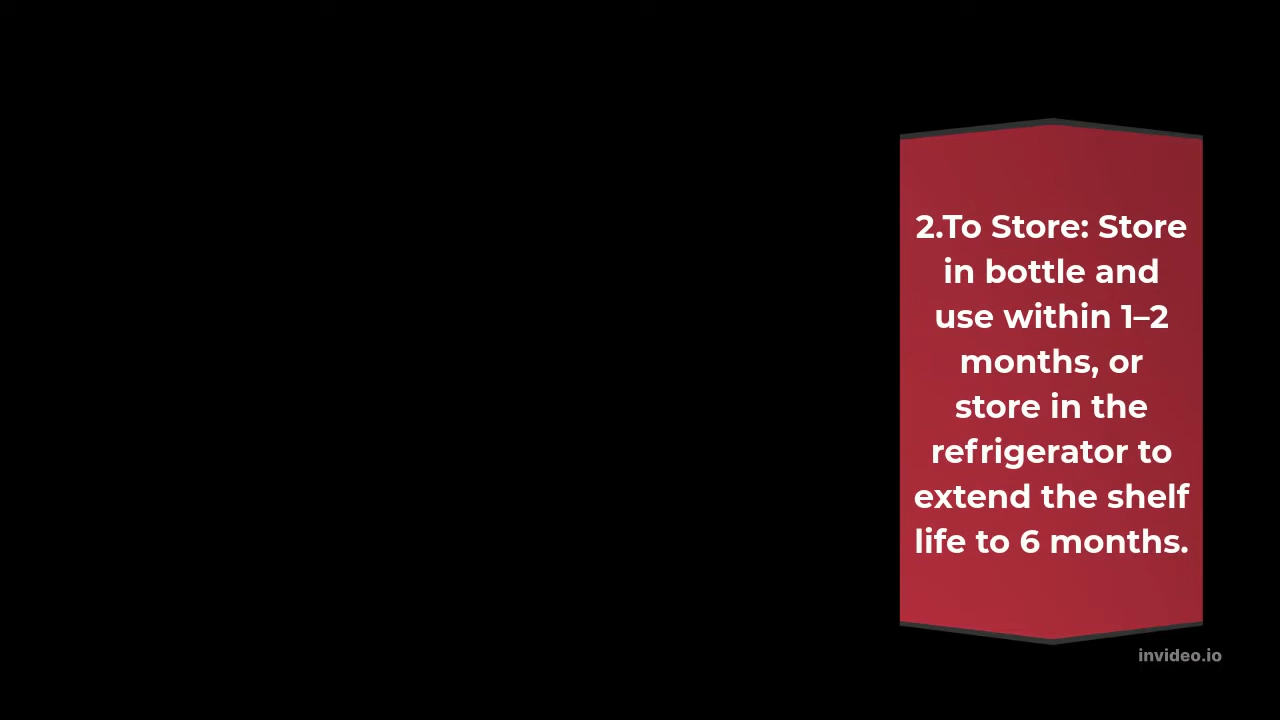 2.To Store: Store
in bottle and
use within 1–2
months, or
store in the
refrigerator to
extend the shelf
life to 6 months.
invideo.io